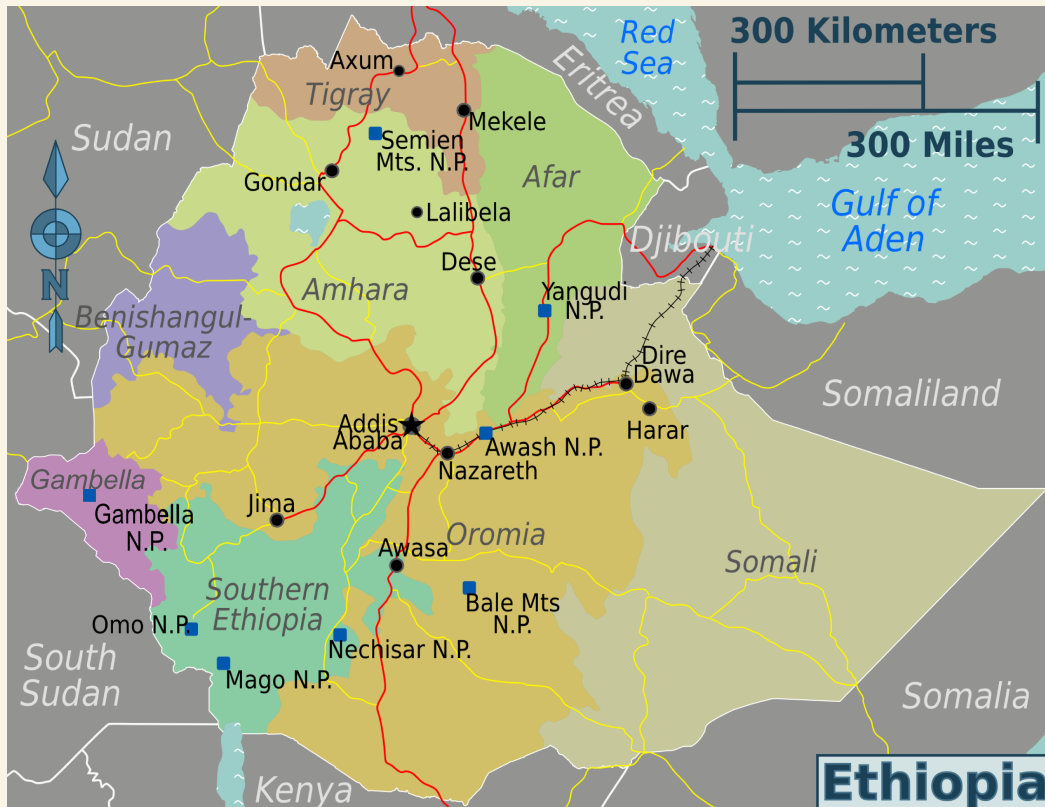 300 Kilometers
300 Miles
Red
Sea
Eritrea
Sudan
Axum
Tigray
Mekele
Semien
Mts. N.P.
Gondar
Afar
Lalibela
Gulf of
Aden
Djibouti
Dese
N
Amhara
Yangudi
N.P.
Benishangul-
Gumaz
Dire
Dawa
Somaliland
Addis
Ababa
Harar
Awash N.P.
Nazareth
Gambella
Gambella
N.P.
Jima
Oromia
Awasa
Somali
Southern
Ethiopia
Bale Mts
N.P.
Omo N.P.
Nechisar N.P.
Mago N.P.
South
Sudan
Somalia
Kenya
Ethiopia